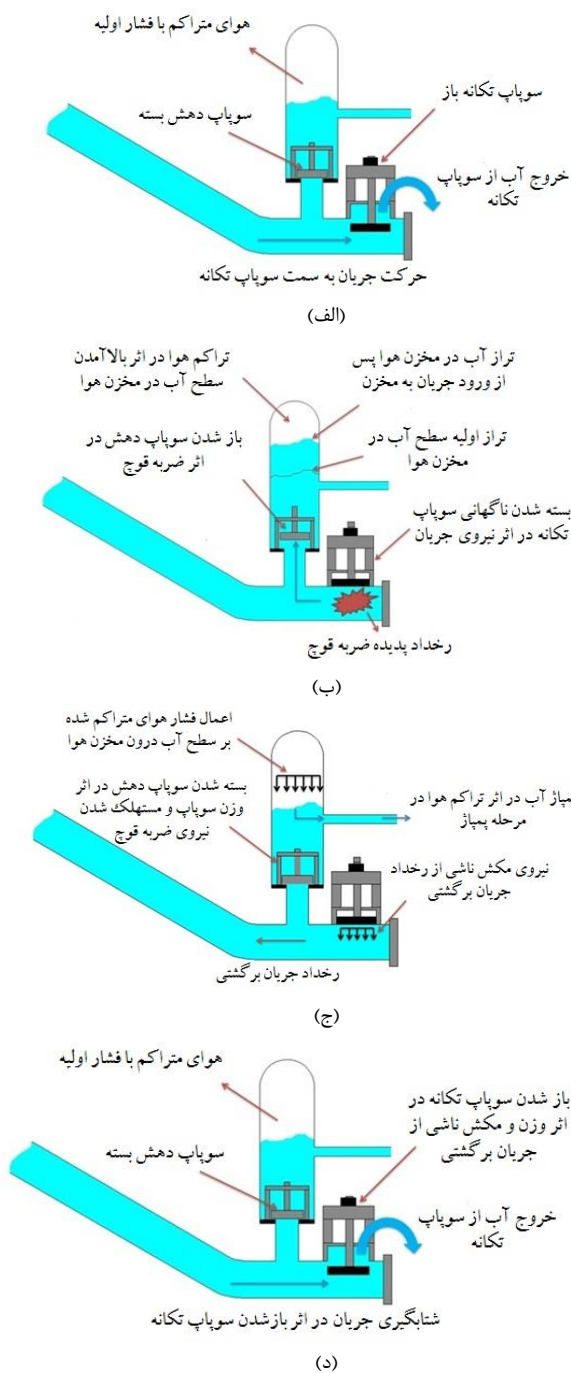 هوای متراکم با فشار اولیه
سوپاپ تکانه باز
سوپاپ دهش بسته
خروج آب از سوپاپ
تکانه
حرکت جریان به سمت سوپاپ تکانه
(الف)
تراز آب در مخزن هوا پس
از ورود جریان به مخزن
تراکم هوا در اثر بالاآمدن
سطح آب در مخزن هوا
تراز اولیه سطح آب در
مخزن هوا
باز شدن سوپاپ دهش در
اثر ضربه قوچ
بسته شدن ناگهانی سوپاپ
تکانه در اثر نیروی جریان
رخداد پدیده ضربه قوچ
(ب)
اعمال فشار هوای متراکم شده
بر سطح آب درون مخزن هوا
بسته شدن سوپاپ دهش در اثر
وزن سوپاپ و مستهلک شدن
نیروی ضربه قوچ
مپاژ آب در اثر تراکم هوا در
مرحله پمپاژ
نیروی مکش ناشی از رخداد
جریان برگشتی
رخداد جریان برگشتی
(ج)
هوای متراکم با فشار اولیه
باز شدن سوپاپ تکانه در
اثر وزن و مکش ناشی از
جریان برگشتی
سوپاپ دهش بسته
خروج آب از سوپاپ
تکانه
شتابگیری جریان در اثر بازشدن سوپاپ تکانه
(د)